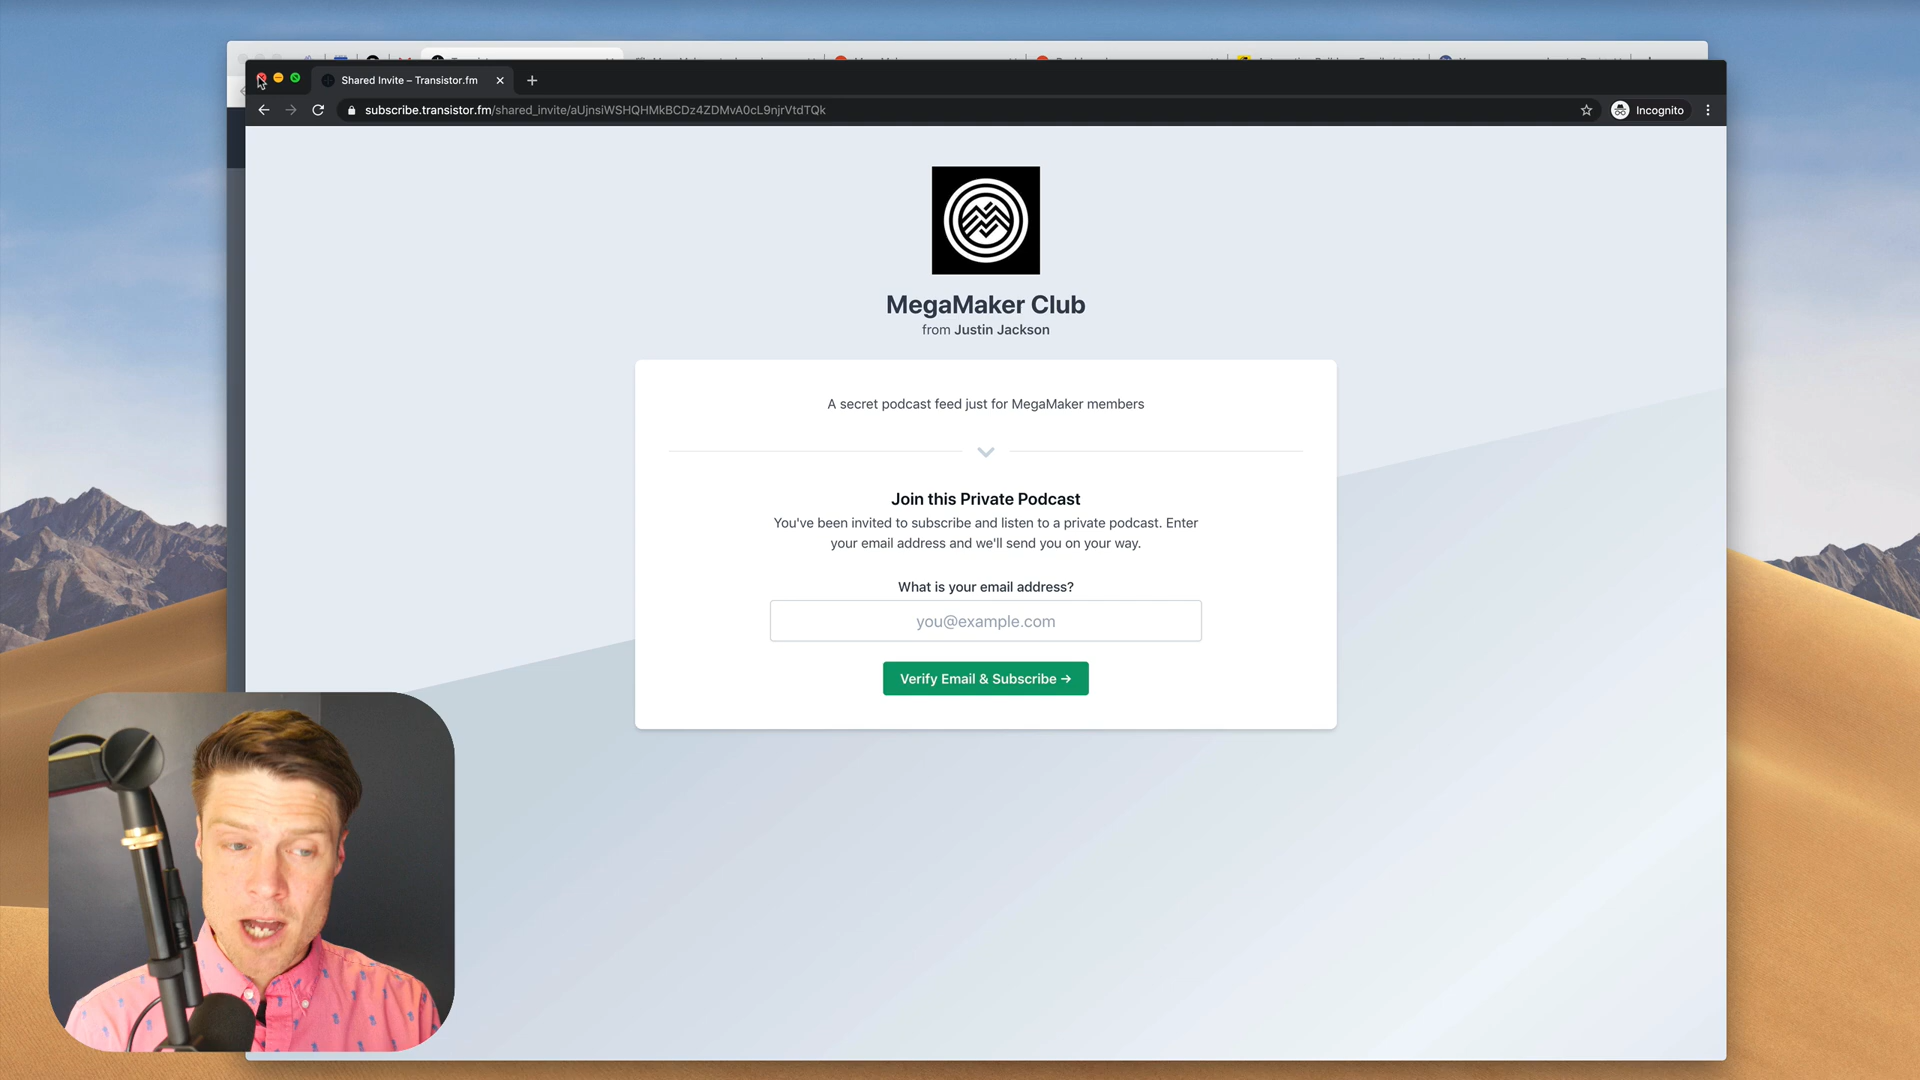 Shared Invite – Transistor.fm
subscribe.transistor.fm/shared_invite/aUjnsiWSHQHMkBCDz4ZDMvA0cL9njrVtdTQk
Incognito
MegaMaker Club
from Justin Jackson
A secret podcast feed just for MegaMaker members
Join this Private Podcast
You've been invited to subscribe and listen to a private podcast. Enter
your email address and we'll send you on your way.
What is your email address?
you@example.com
Verify Email & Subscribe →